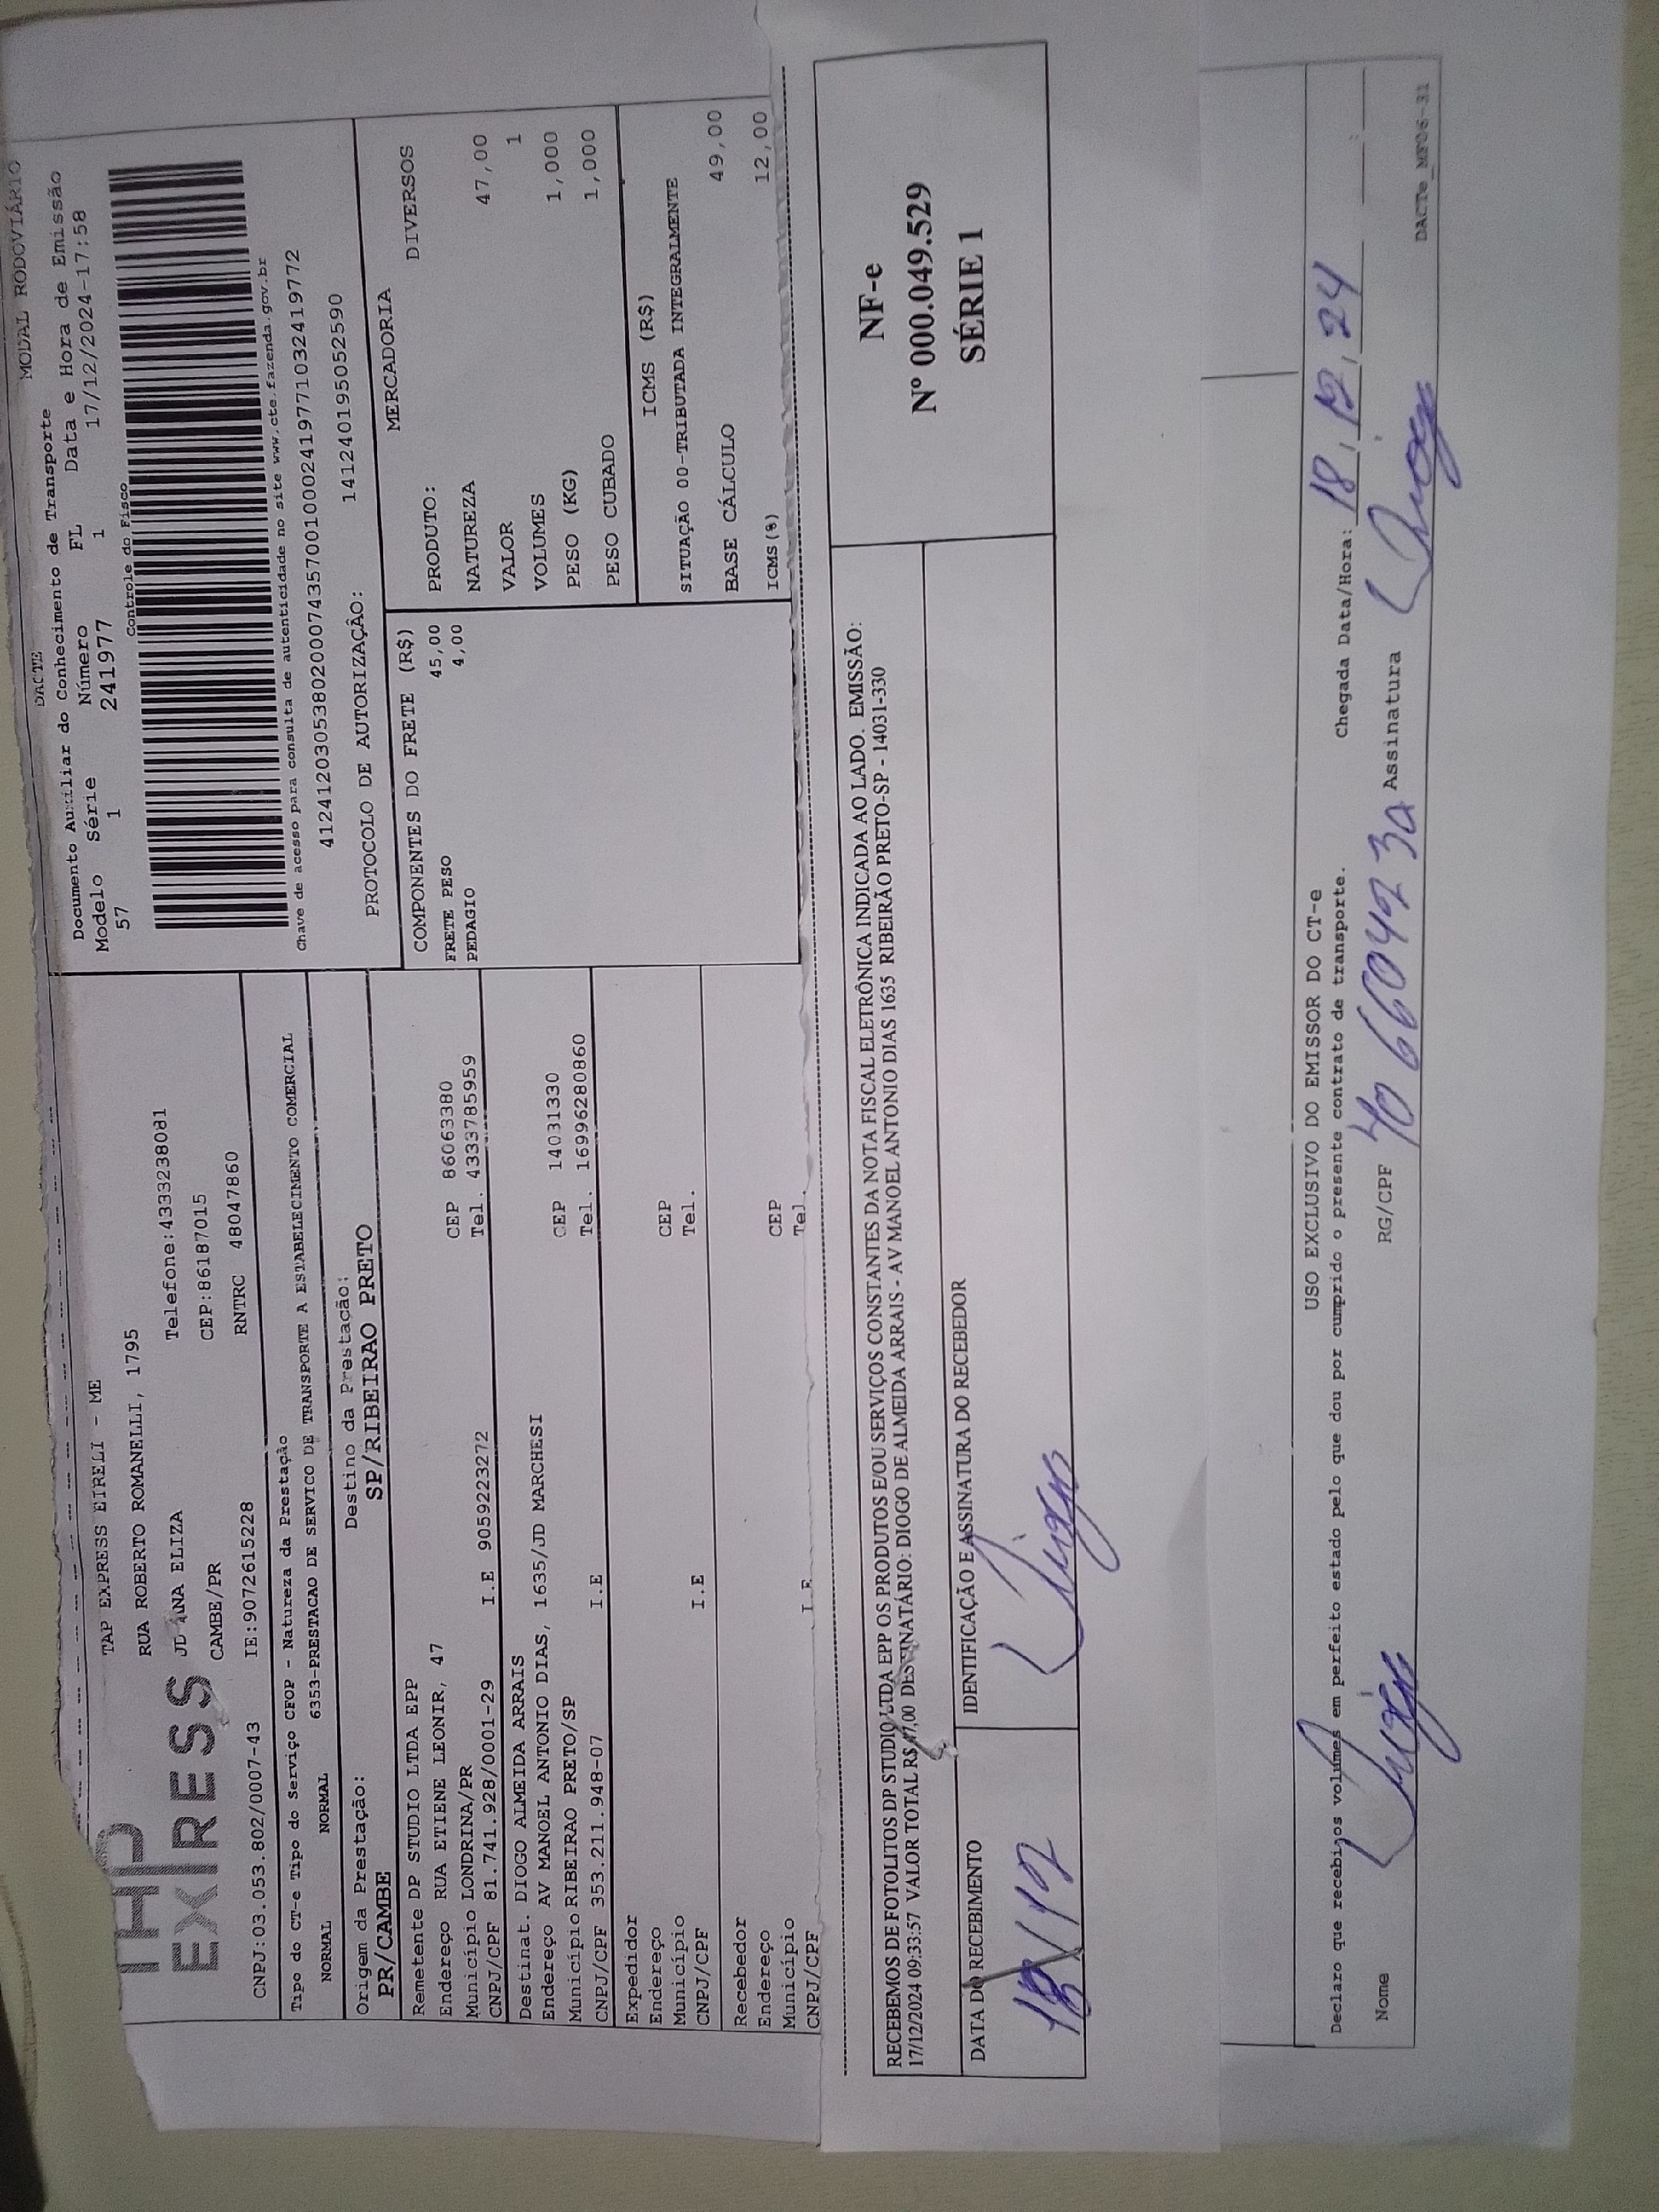 MODAL RODOVIÁRIO
DACTE
Documento Auxiliar do Conhecimento de Transporte
Modelo Série Número FL Data e Hora de Emissão
57 1 241977 1 17/12/2024-17:58
Controle do Fisco
Chave de acesso para consulta de autenticidade no site www.cte.fazenda.gov.br
41241203053802000743570010002419771032419772
PROTOCOLO DE AUTORIZAÇÃO: 141240195052590
EXPRESS
TAP EXPRESS EIRELI - ME
RUA ROBERTO ROMANELLI, 1795
JD ANA ELIZA Telefone:4333238081
CAMBE/PR CEP:86187015
CNPJ:03.053.802/0007-43 IE:9072615228 RNTRC 48047860
Tipo do CT-e Tipo do Serviço CFOP - Natureza da Prestação
NORMAL NORMAL 6353-PRESTACAO DE SERVICO DE TRANSPORTE A ESTABELECIMENTO COMERCIAL
Origem da Prestação: Destino da Prestação:
PR/CAMBE SP/RIBEIRAO PRETO
Remetente DP STUDIO LTDA EPP
Endereço RUA ETIENE LEONIR, 47 CEP 86063380
Município LONDRINA/PR Tel. 4333785959
CNPJ/CPF 81.741.928/0001-29 I.E 9059223272
Destinat. DIOGO ALMEIDA ARRAIS
Endereço AV MANOEL ANTONIO DIAS, 1635/JD MARCHESI CEP 14031330
Município RIBEIRAO PRETO/SP Tel. 16996280860
CNPJ/CPF 353.211.948-07 I.E
Expedidor
Endereço CEP
Município Tel.
CNPJ/CPF I.E
Recebedor
Endereço CEP
Município Tel.
CNPJ/CPF I.E
COMPONENTES DO FRETE (R$)
FRETE PESO 45,00
PEDAGIO 4,00
MERCADORIA
PRODUTO: DIVERSOS
NATUREZA
VALOR 47,00
VOLUMES 1
PESO (KG) 1,000
PESO CUBADO 1,000
ICMS (R$)
SITUAÇÃO 00-TRIBUTADA INTEGRALMENTE
BASE CÁLCULO 49,00
ICMS(%) 12,00
RECEBEMOS DE FOTOLITOS DP STUDIO LTDA EPP OS PRODUTOS E/OU SERVIÇOS CONSTANTES DA NOTA FISCAL ELETRÔNICA INDICADA AO LADO. EMISSÃO:
17/12/2024 09:33:57 VALOR TOTAL R$ 47,00 DESTINATÁRIO: DIOGO DE ALMEIDA ARRAIS - AV MANOEL ANTONIO DIAS 1635 RIBEIRÃO PRETO-SP - 14031-330
DATA DO RECEBIMENTO IDENTIFICAÇÃO E ASSINATURA DO RECEBEDOR
18/12
NF-e
Nº 000.049.529
SÉRIE 1
USO EXCLUSIVO DO EMISSOR DO CT-e
Declaro que recebi os volumes em perfeito estado pelo que dou por cumprido o presente contrato de transporte. Chegada Data/Hora: 18/12/24 :
Nome RG/CPF Assinatura
DACTe_MF06-31